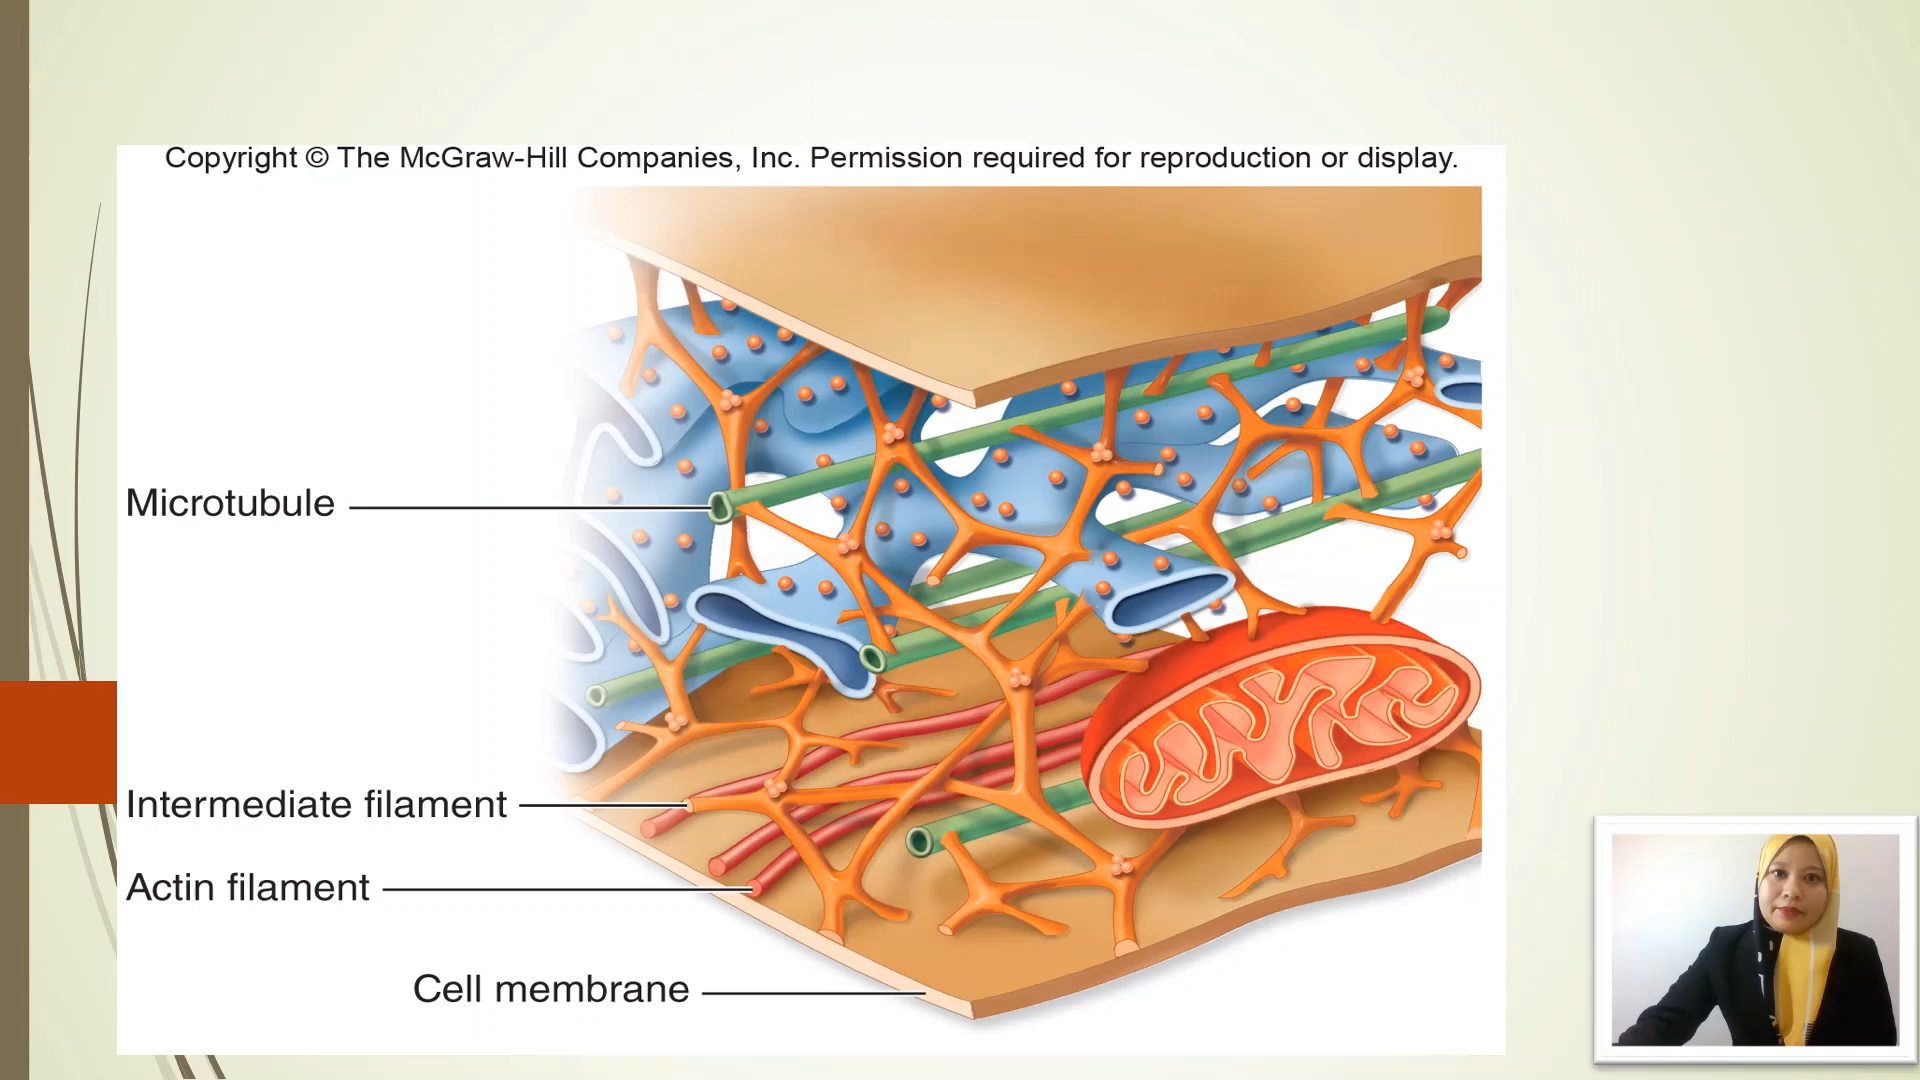 Copyright © The McGraw-Hill Companies, Inc. Permission required for reproduction or display.
Microtubule
Intermediate filament
Actin filament
Cell membrane